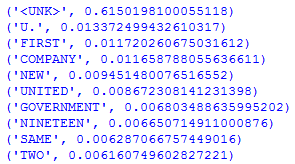 ('<UNK>', 0.6150198100055118)
('U.', 0.013372499432610317)
('FIRST', 0.011720260675031612)
('COMPANY', 0.011658788055636611)
('NEW', 0.009451480076516552)
('UNITED', 0.008672308141231398)
('GOVERNMENT', 0.006803488635995202)
('NINETEEN', 0.006650714911000876)
('SAME', 0.006287066757449016)
('TWO', 0.006160749602827221)